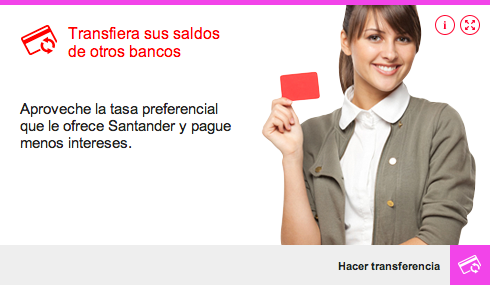 Transfiera sus saldos
de otros bancos
i
Aproveche la tasa preferencial
que le ofrece Santander y pague
menos intereses.
Hacer transferencia